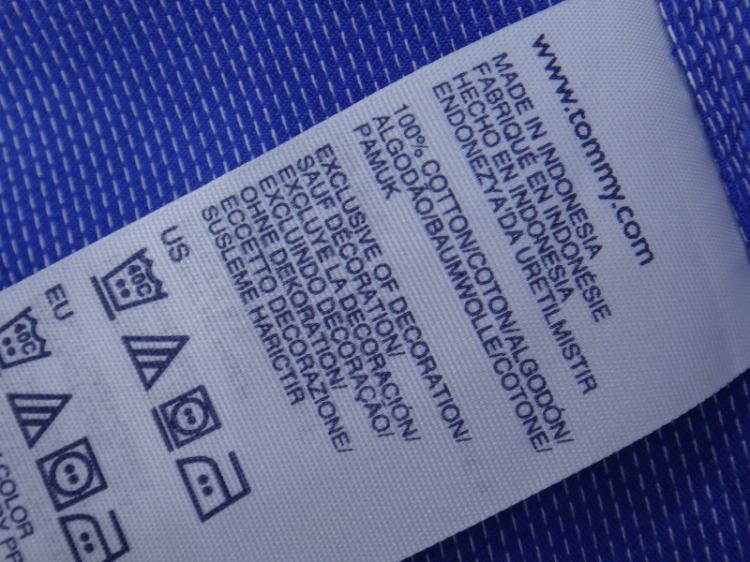 www.tommy.com
MADE IN INDONESIA
FABRIQUÉ EN INDONÉSIE
HECHO EN INDONESIA
ENDONEZYA'DA URETILMISTIR
100% COTTON/COTON/ALGODÓN/
ALGODÃO/BAUMWOLLE/COTONE/
PAMUK
EXCLUSIVE OF DECORATION/
SAUF DÉCORATION/
EXCLUYE LA DECORACIÓN/
EXCLUINDO DECORAÇÃO/
OHNE DEKORATION/
ECCETTO DECORAZIONE/
SUSLEME HARICTIR
US
40C
EU
40C
COLOR